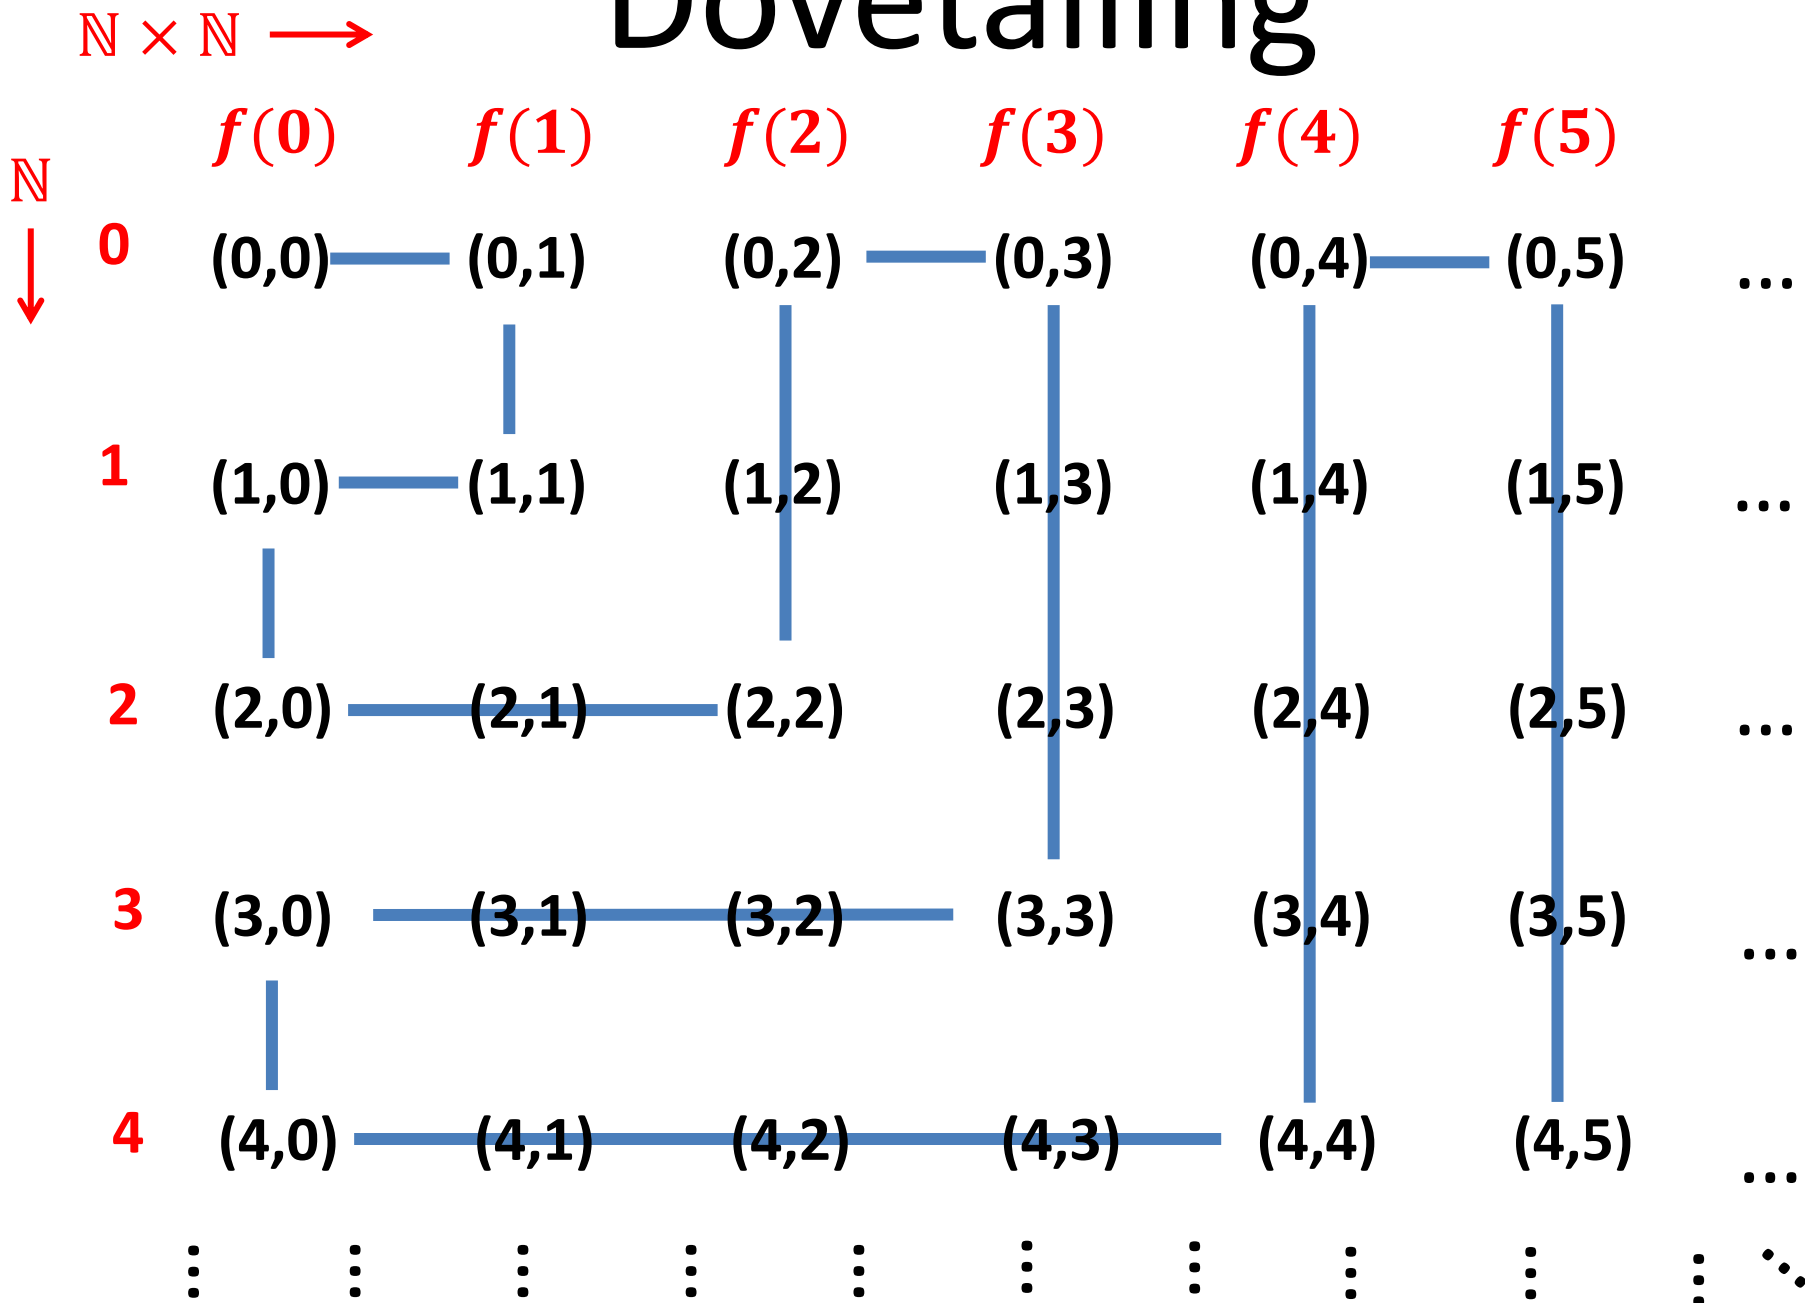 Dovetailing
ℕ × ℕ ⟶
f(0) f(1) f(2) f(3) f(4) f(5)
ℕ
0 (0,0) (0,1) (0,2) (0,3) (0,4) (0,5) ...
1 (1,0) (1,1) (1,2) (1,3) (1,4) (1,5) ...
2 (2,0) (2,1) (2,2) (2,3) (2,4) (2,5) ...
3 (3,0) (3,1) (3,2) (3,3) (3,4) (3,5) ...
4 (4,0) (4,1) (4,2) (4,3) (4,4) (4,5) ...
⋮ ⋮ ⋮ ⋮ ⋮ ⋮ ⋮ ⋮ ⋮ ⋮ ⋱